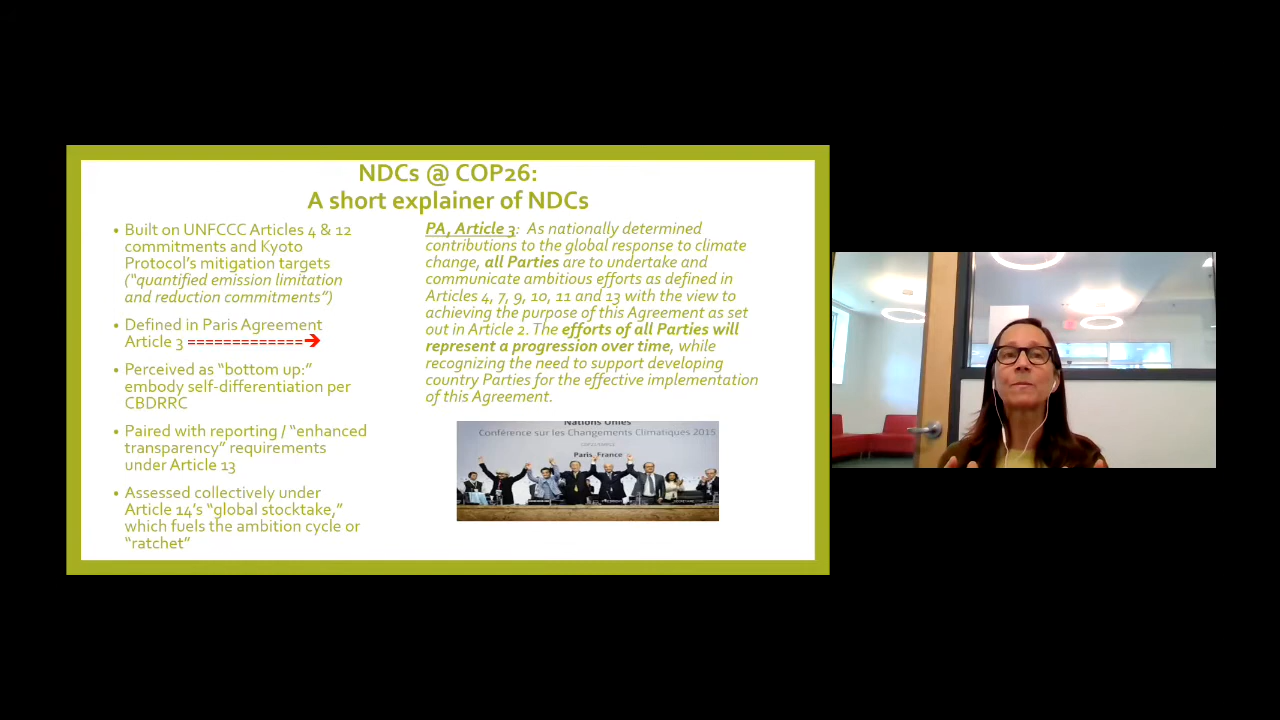 NDCs @ COP26:
A short explainer of NDCs
• Built on UNFCCC Articles 4 & 12
commitments and Kyoto
Protocol's mitigation targets
("quantified emission limitation
and reduction commitments")
• Defined in Paris Agreement
Article 3 =============➔
• Perceived as "bottom up:"
embody self-differentiation per
CBDRRC
• Paired with reporting / "enhanced
transparency" requirements
under Article 13
• Assessed collectively under
Article 14's "global stocktake,"
which fuels the ambition cycle or
"ratchet"
PA, Article 3: As nationally determined
contributions to the global response to climate
change, all Parties are to undertake and
communicate ambitious efforts as defined in
Articles 4, 7, 9, 10, 11 and 13 with the view to
achieving the purpose of this Agreement as set
out in Article 2. The efforts of all Parties will
represent a progression over time, while
recognizing the need to support developing
country Parties for the effective implementation
of this Agreement.
Nations Unies
Conférence sur les Changements Climatiques 2015
Paris, France